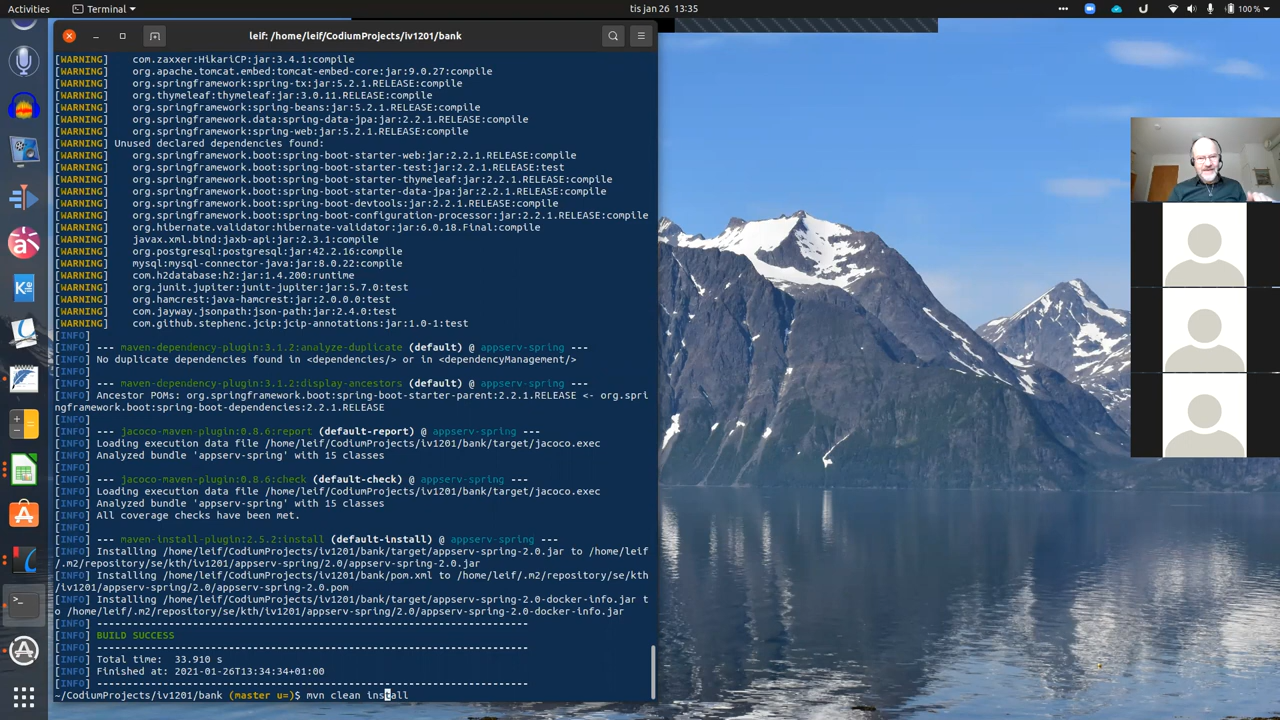 Activities
Terminal
tis jan 26 13:35
100 %
leif: /home/leif/CodiumProjects/iv1201/bank
[WARNING] com.zaxxer:HikariCP:jar:3.4.1:compile
[WARNING] org.apache.tomcat.embed:tomcat-embed-core:jar:9.0.27:compile
[WARNING] org.springframework:spring-tx:jar:5.2.1.RELEASE:compile
[WARNING] org.thymeleaf:thymeleaf:jar:3.0.11.RELEASE:compile
[WARNING] org.springframework:spring-beans:jar:5.2.1.RELEASE:compile
[WARNING] org.springframework.data:spring-data-jpa:jar:2.2.1.RELEASE:compile
[WARNING] org.springframework:spring-web:jar:5.2.1.RELEASE:compile
[WARNING] Unused declared dependencies found:
[WARNING] org.springframework.boot:spring-boot-starter-web:jar:2.2.1.RELEASE:compile
[WARNING] org.springframework.boot:spring-boot-starter-test:jar:2.2.1.RELEASE:test
[WARNING] org.springframework.boot:spring-boot-starter-thymeleaf:jar:2.2.1.RELEASE:compile
[WARNING] org.springframework.boot:spring-boot-starter-data-jpa:jar:2.2.1.RELEASE:compile
[WARNING] org.springframework.boot:spring-boot-devtools:jar:2.2.1.RELEASE:compile
[WARNING] org.springframework.boot:spring-boot-configuration-processor:jar:2.2.1.RELEASE:compile
[WARNING] org.hibernate.validator:hibernate-validator:jar:6.0.18.Final:compile
[WARNING] javax.xml.bind:jaxb-api:jar:2.3.1:compile
[WARNING] org.postgresql:postgresql:jar:42.2.16:compile
[WARNING] mysql:mysql-connector-java:jar:8.0.22:compile
[WARNING] com.h2database:h2:jar:1.4.200:runtime
[WARNING] org.junit.jupiter:junit-jupiter:jar:5.7.0:test
[WARNING] org.hamcrest:java-hamcrest:jar:2.0.0.0:test
[WARNING] com.jayway.jsonpath:json-path:jar:2.4.0:test
[WARNING] com.github.stephenc.jcip:jcip-annotations:jar:1.0-1:test
[INFO]
[INFO] --- maven-dependency-plugin:3.1.2:analyze-duplicate (default) @ appserv-spring ---
[INFO] No duplicate dependencies found in <dependencies/> or in <dependencyManagement/>
[INFO]
[INFO] --- maven-dependency-plugin:3.1.2:display-ancestors (default) @ appserv-spring ---
[INFO] Ancestor POMs: org.springframework.boot:spring-boot-starter-parent:2.2.1.RELEASE <- org.spri
ngframework.boot:spring-boot-dependencies:2.2.1.RELEASE
[INFO]
[INFO] --- jacoco-maven-plugin:0.8.6:report (default-report) @ appserv-spring ---
[INFO] Loading execution data file /home/leif/CodiumProjects/iv1201/bank/target/jacoco.exec
[INFO] Analyzed bundle 'appserv-spring' with 15 classes
[INFO]
[INFO] --- jacoco-maven-plugin:0.8.6:check (default-check) @ appserv-spring ---
[INFO] Loading execution data file /home/leif/CodiumProjects/iv1201/bank/target/jacoco.exec
[INFO] Analyzed bundle 'appserv-spring' with 15 classes
[INFO] All coverage checks have been met.
[INFO]
[INFO] --- maven-install-plugin:2.5.2:install (default-install) @ appserv-spring ---
[INFO] Installing /home/leif/CodiumProjects/iv1201/bank/target/appserv-spring-2.0.jar to /home/leif
/.m2/repository/se/kth/iv1201/appserv-spring/2.0/appserv-spring-2.0.jar
[INFO] Installing /home/leif/CodiumProjects/iv1201/bank/pom.xml to /home/leif/.m2/repository/se/kth
/iv1201/appserv-spring/2.0/appserv-spring-2.0.pom
[INFO] Installing /home/leif/CodiumProjects/iv1201/bank/target/appserv-spring-2.0-docker-info.jar t
o /home/leif/.m2/repository/se/kth/iv1201/appserv-spring/2.0/appserv-spring-2.0-docker-info.jar
[INFO] ------------------------------------------------------------------------
[INFO] BUILD SUCCESS
[INFO] ------------------------------------------------------------------------
[INFO] Total time:  33.910 s
[INFO] Finished at: 2021-01-26T13:34:34+01:00
[INFO] ------------------------------------------------------------------------
~/CodiumProjects/iv1201/bank (master u=)$ mvn clean install